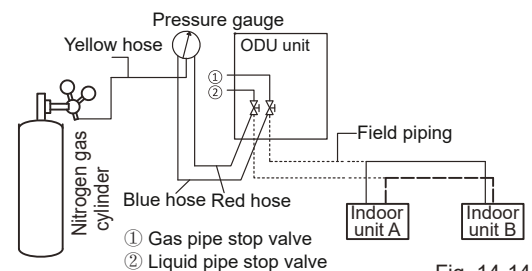 Pressure gauge
Yellow hose
ODU unit
①
②
Field piping
Nitrogen gas
cylinder
Blue hose Red hose
Indoor
unit A
Indoor
unit B
① Gas pipe stop valve
② Liquid pipe stop valve
Fig. 14-14